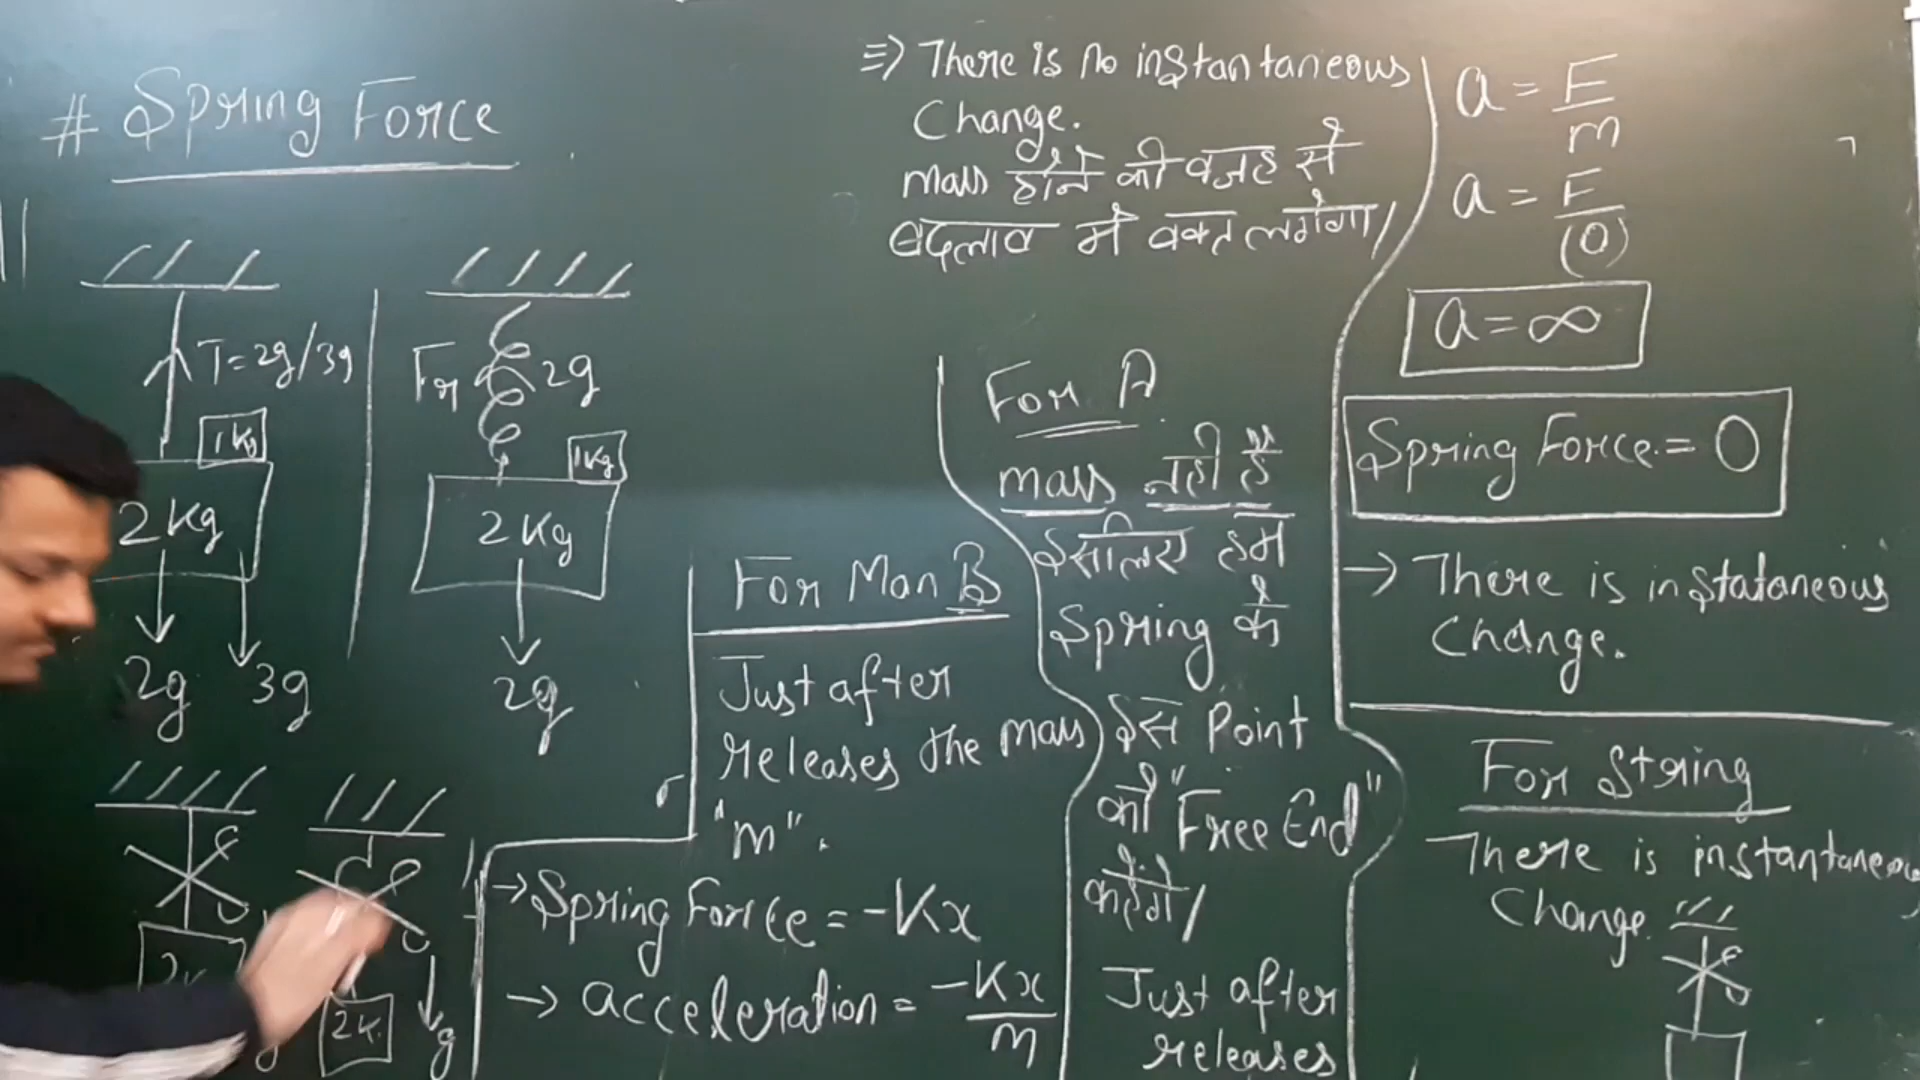 # Spring Force
T=2g/3g
1Kg
2Kg
2g
3g
Fr
2g
1Kg
2Kg
2g
2K.
g
⇒ There is no instantaneous
Change.
mass होने की वजह से
बदलाव में वक्त लगेगा।
For Man B
Just after
releases the mass
"m".
→ Spring Force = -Kx
→ acceleration = -Kx/m
For A
mass नही है
इसलिए हम
Spring के
इस Point
को "Free End"
कहेंगे।
Just after
releases
a = F/m
a = F/(0)
a = ∞
Spring Force = 0
→ There is instataneous
Change.
For String
There is instantaneou
Change.